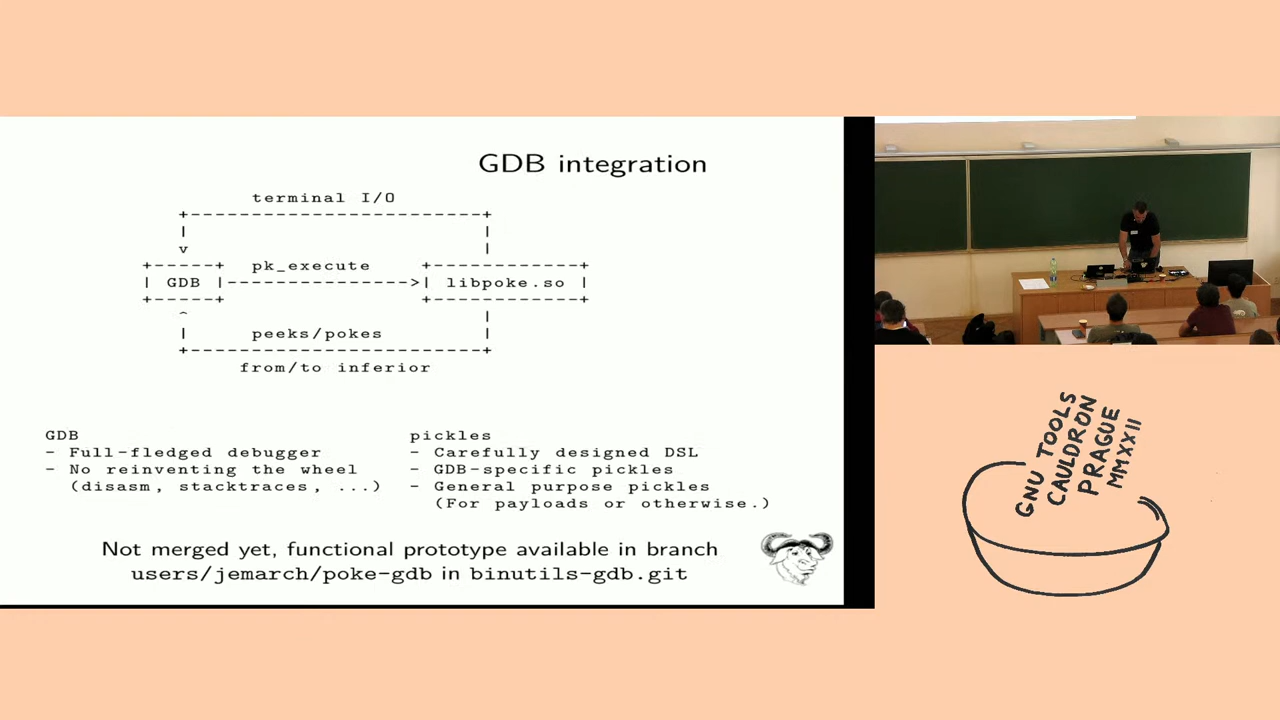 GDB integration
terminal I/O
+------------------------+
| |
v |
+------+ pk_execute +------------+
| GDB |--------------->| libpoke.so |
+------+ +------------+
^ |
| peeks/pokes |
+------------------------+
from/to inferior
GDB
- Full-fledged debugger
- No reinventing the wheel
(disasm, stacktraces, ...)
pickles
- Carefully designed DSL
- GDB-specific pickles
- General purpose pickles
(For payloads or otherwise.)
Not merged yet, functional prototype available in branch
users/jemarch/poke-gdb in binutils-gdb.git
GNU TOOLS
CAULDRON
PRAGUE
MMXXII